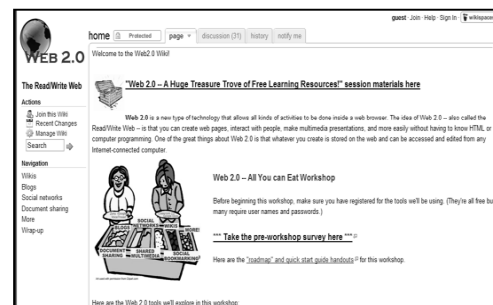 guest · Join · Help · Sign In · wikispaces
home Protected page discussion (31) history notify me
WEB 2.0
Welcome to the Web2.0 Wiki!
The Read/Write Web
Actions
Join this Wiki
Recent Changes
Manage Wiki
Search
Navigation
Wikis
Blogs
Social networks
Document sharing
More
Wrap-up
"Web 2.0 -- A Huge Treasure Trove of Free Learning Resources!" session materials here
Web 2.0 is a new type of technology that allows all kinds of activities to be done inside a web browser. The idea of Web 2.0 -- also called the
Read/Write Web -- is that you can create web pages, interact with people, make multimedia presentations, and more easily without having to know HTML or
computer programming. One of the great things about Web 2.0 is that whatever you create is stored on the web and can be accessed and edited from any
Internet-connected computer.
BLOGS
SOCIAL NETWORKS
WIKIS
MORE!
DOCUMENT SHARING
SHARED MULTIMEDIA
SOCIAL BOOKMARKING
Web 2.0 -- All You can Eat Workshop
Before beginning this workshop, make sure you have registered for the tools we'll be using. (They're all free but
many require user names and passwords.)
*** Take the pre-workshop survey here ***
Here are the "roadmap" and quick start guide handouts for this workshop.
Here are the Web 2.0 tools we'll explore in this workshop: